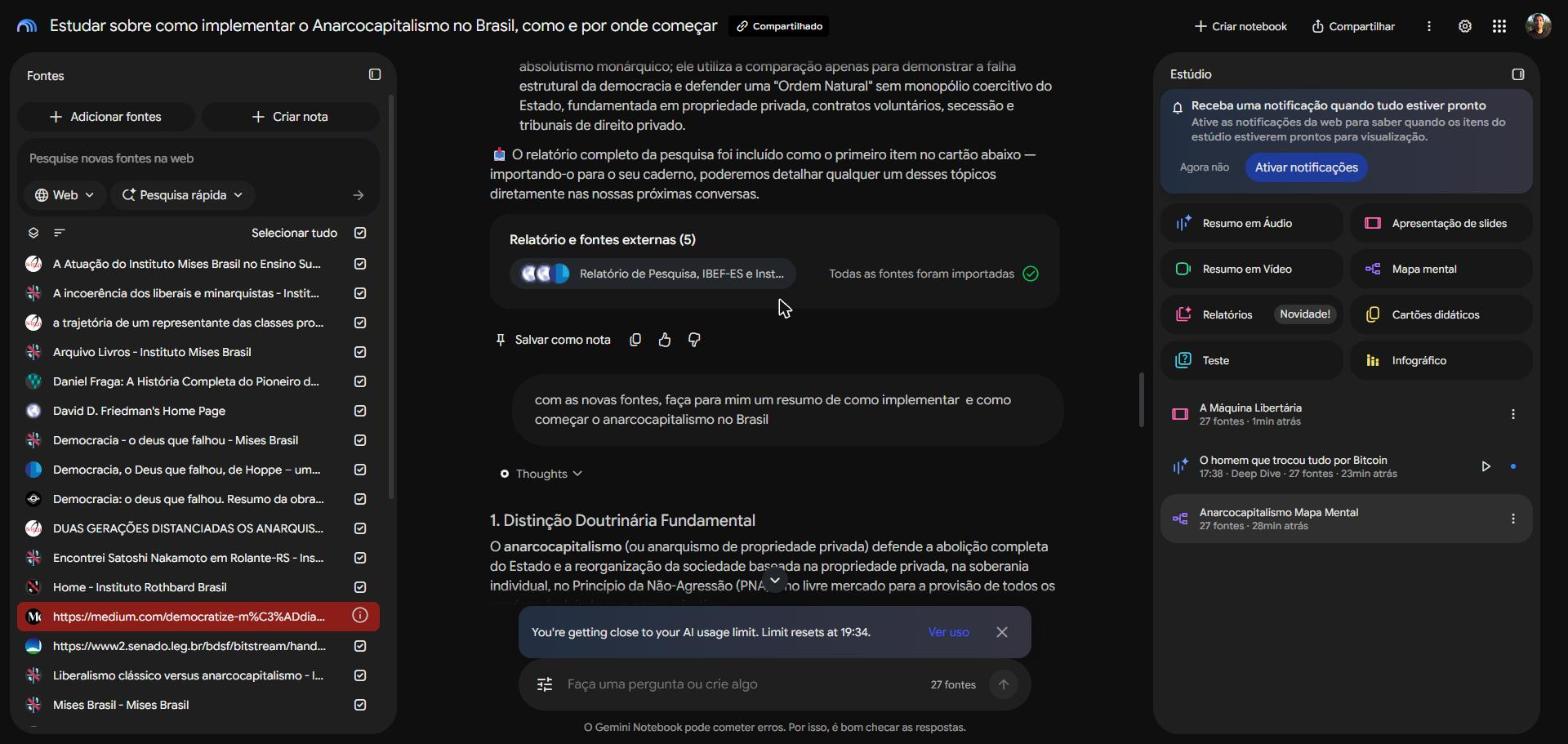 Estudar sobre como implementar o Anarcocapitalismo no Brasil, como e por onde começar
Compartilhado
Criar notebook
Compartilhar
Fontes
Adicionar fontes
Criar nota
Pesquise novas fontes na web
Web
Pesquisa rápida
Selecionar tudo
A Atuação do Instituto Mises Brasil no Ensino Su...
A incoerência dos liberais e minarquistas - Instit...
a trajetória de um representante das classes pro...
Arquivo Livros - Instituto Mises Brasil
Daniel Fraga: A História Completa do Pioneiro d...
David D. Friedman's Home Page
Democracia - o deus que falhou - Mises Brasil
Democracia, o Deus que falhou, de Hoppe – um...
Democracia: o deus que falhou. Resumo da obra...
DUAS GERAÇÕES DISTANCIADAS OS ANARQUIS...
Encontrei Satoshi Nakamoto em Rolante-RS - Ins...
Home - Instituto Rothbard Brasil
https://medium.com/democratize-m%C3%ADdia...
https://www2.senado.leg.br/bdsf/bitstream/hand...
Liberalismo clássico versus anarcocapitalismo - I...
Mises Brasil - Mises Brasil
absolutismo monárquico; ele utiliza a comparação apenas para demonstrar a falha
estrutural da democracia e defender uma "Ordem Natural" sem monopólio coercitivo do
Estado, fundamentada em propriedade privada, contratos voluntários, secessão e
tribunais de direito privado.
O relatório completo da pesquisa foi incluído como o primeiro item no cartão abaixo —
importando-o para o seu caderno, poderemos detalhar qualquer um desses tópicos
diretamente nas nossas próximas conversas.
Relatório e fontes externas (5)
Relatório de Pesquisa, IBEF-ES e Inst...
Todas as fontes foram importadas
Salvar como nota
com as novas fontes, faça para mim um resumo de como implementar e como
começar o anarcocapitalismo no Brasil
Thoughts
1. Distinção Doutrinária Fundamental
O anarcocapitalismo (ou anarquismo de propriedade privada) defende a abolição completa
do Estado e a reorganização da sociedade baseada na propriedade privada, na soberania
individual, no Princípio da Não-Agressão (PNA) no livre mercado para a provisão de todos os
You're getting close to your AI usage limit. Limit resets at 19:34.
Ver uso
Faça uma pergunta ou crie algo
27 fontes
O Gemini Notebook pode cometer erros. Por isso, é bom checar as respostas.
Estúdio
Receba uma notificação quando tudo estiver pronto
Ative as notificações da web para saber quando os itens do
estúdio estiverem prontos para visualização.
Agora não
Ativar notificações
Resumo em Áudio
Apresentação de slides
Resumo em Vídeo
Mapa mental
Relatórios
Novidade!
Cartões didáticos
Teste
Infográfico
A Máquina Libertária
27 fontes · 1min atrás
O homem que trocou tudo por Bitcoin
17:38 · Deep Dive · 27 fontes · 23min atrás
Anarcocapitalismo Mapa Mental
27 fontes · 28min atrás